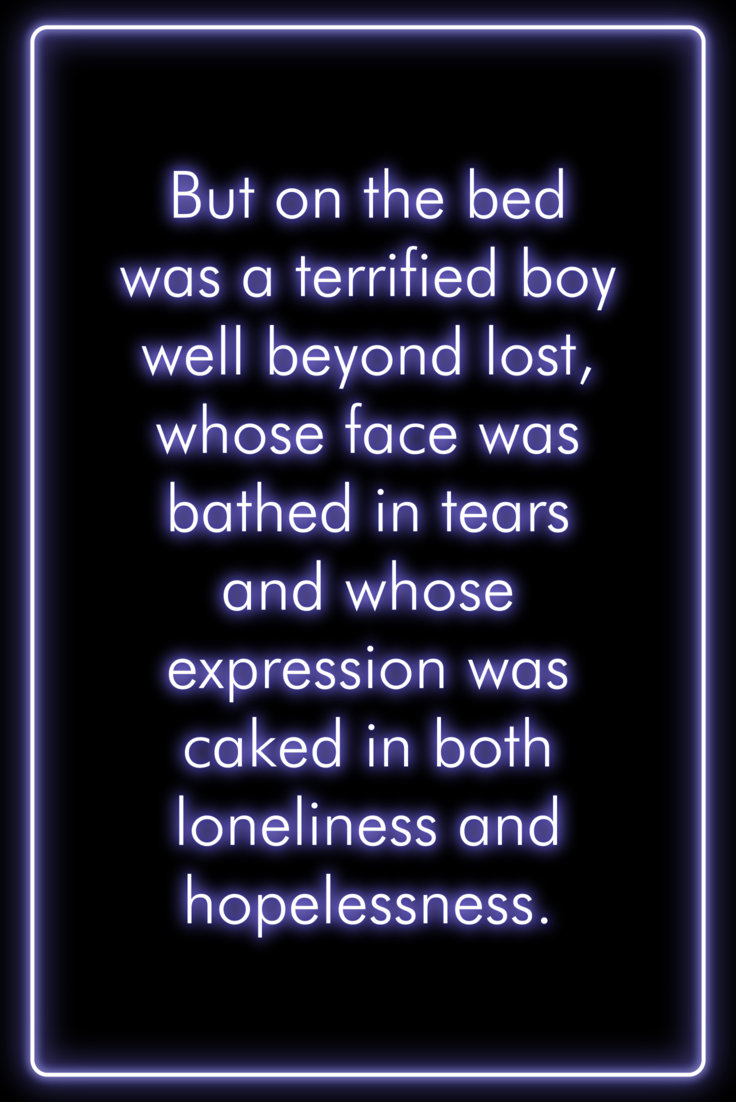 But on the bed
was a terrified boy
well beyond lost,
whose face was
bathed in tears
and whose
expression was
caked in both
loneliness and
hopelessness.